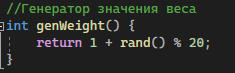 //Генератор значения веса
int genWeight() {
return 1 + rand() % 20;
}